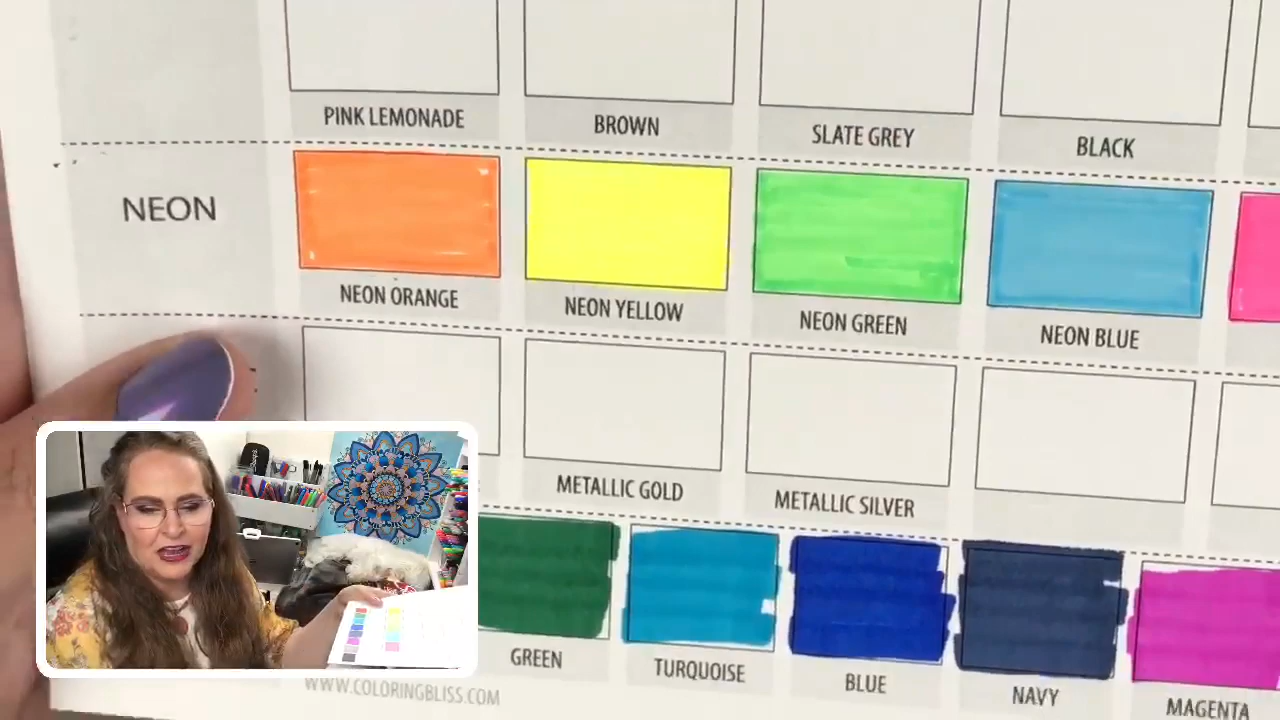 PINK LEMONADE
BROWN
SLATE GREY
BLACK
NEON
NEON ORANGE
NEON YELLOW
NEON GREEN
NEON BLUE
METALLIC GOLD
METALLIC SILVER
GREEN
TURQUOISE
BLUE
NAVY
MAGENTA
WWW.COLORINGBLISS.COM